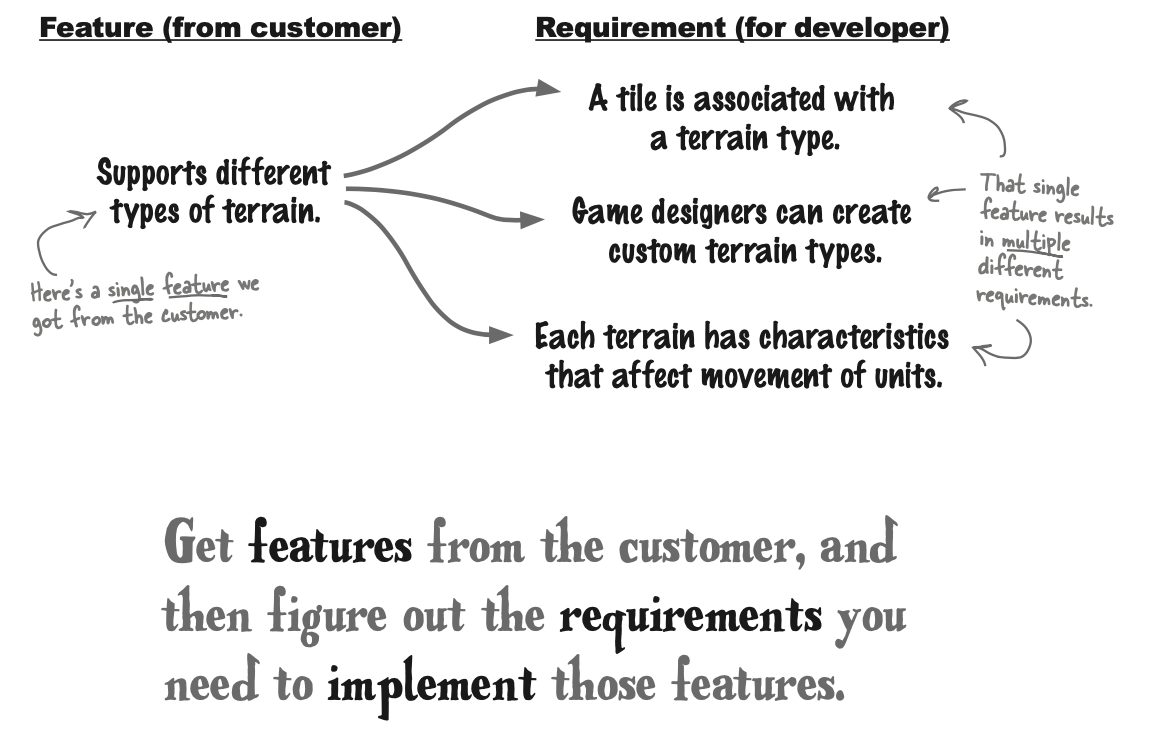 Feature (from customer)
Requirement (for developer)
Supports different
types of terrain.
Here's a single feature we
got from the customer.
A tile is associated with
a terrain type.
Game designers can create
custom terrain types.
Each terrain has characteristics
that affect movement of units.
That single
feature results
in multiple
different
requirements.
Get features from the customer, and
then figure out the requirements you
need to implement those features.